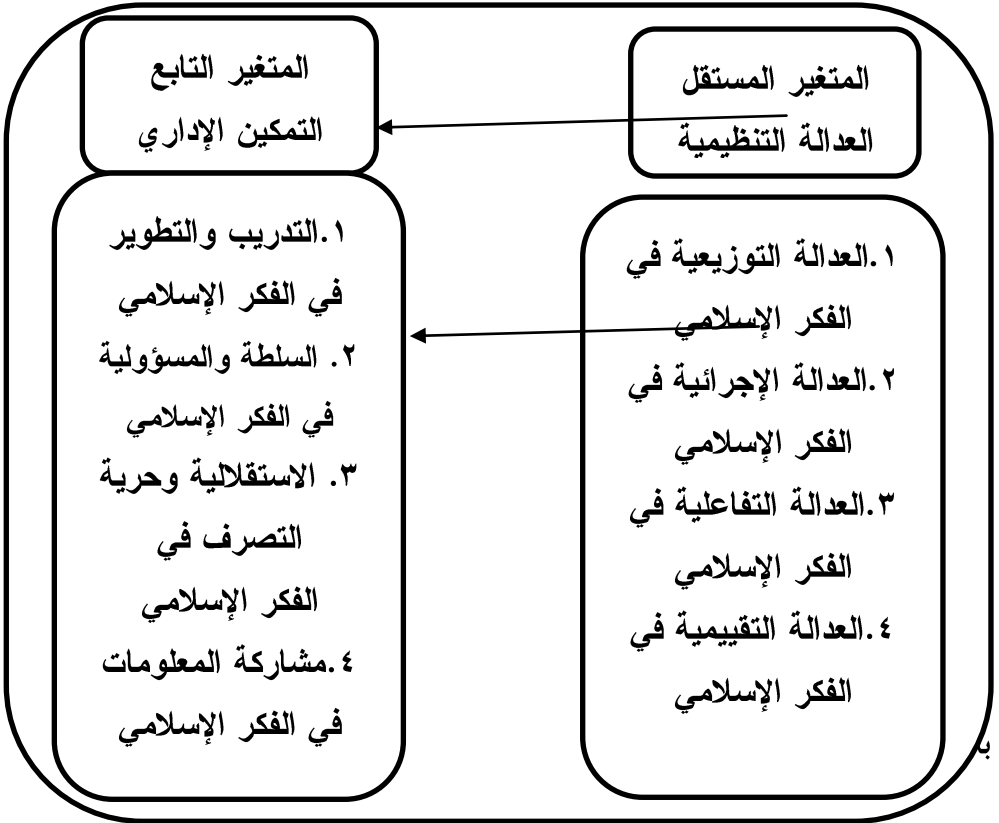 المتغير المستقل
العدالة التنظيمية
المتغير التابع
التمكين الإداري
١.العدالة التوزيعية في
الفكر الإسلامي
٢.العدالة الإجرائية في
الفكر الإسلامي
٣.العدالة التفاعلية في
الفكر الإسلامي
٤.العدالة التقييمية في
الفكر الإسلامي
١.التدريب والتطوير
في الفكر الإسلامي
٢. السلطة والمسؤولية
في الفكر الإسلامي
٣. الاستقلالية وحرية
التصرف في
الفكر الإسلامي
٤.مشاركة المعلومات
في الفكر الإسلامي